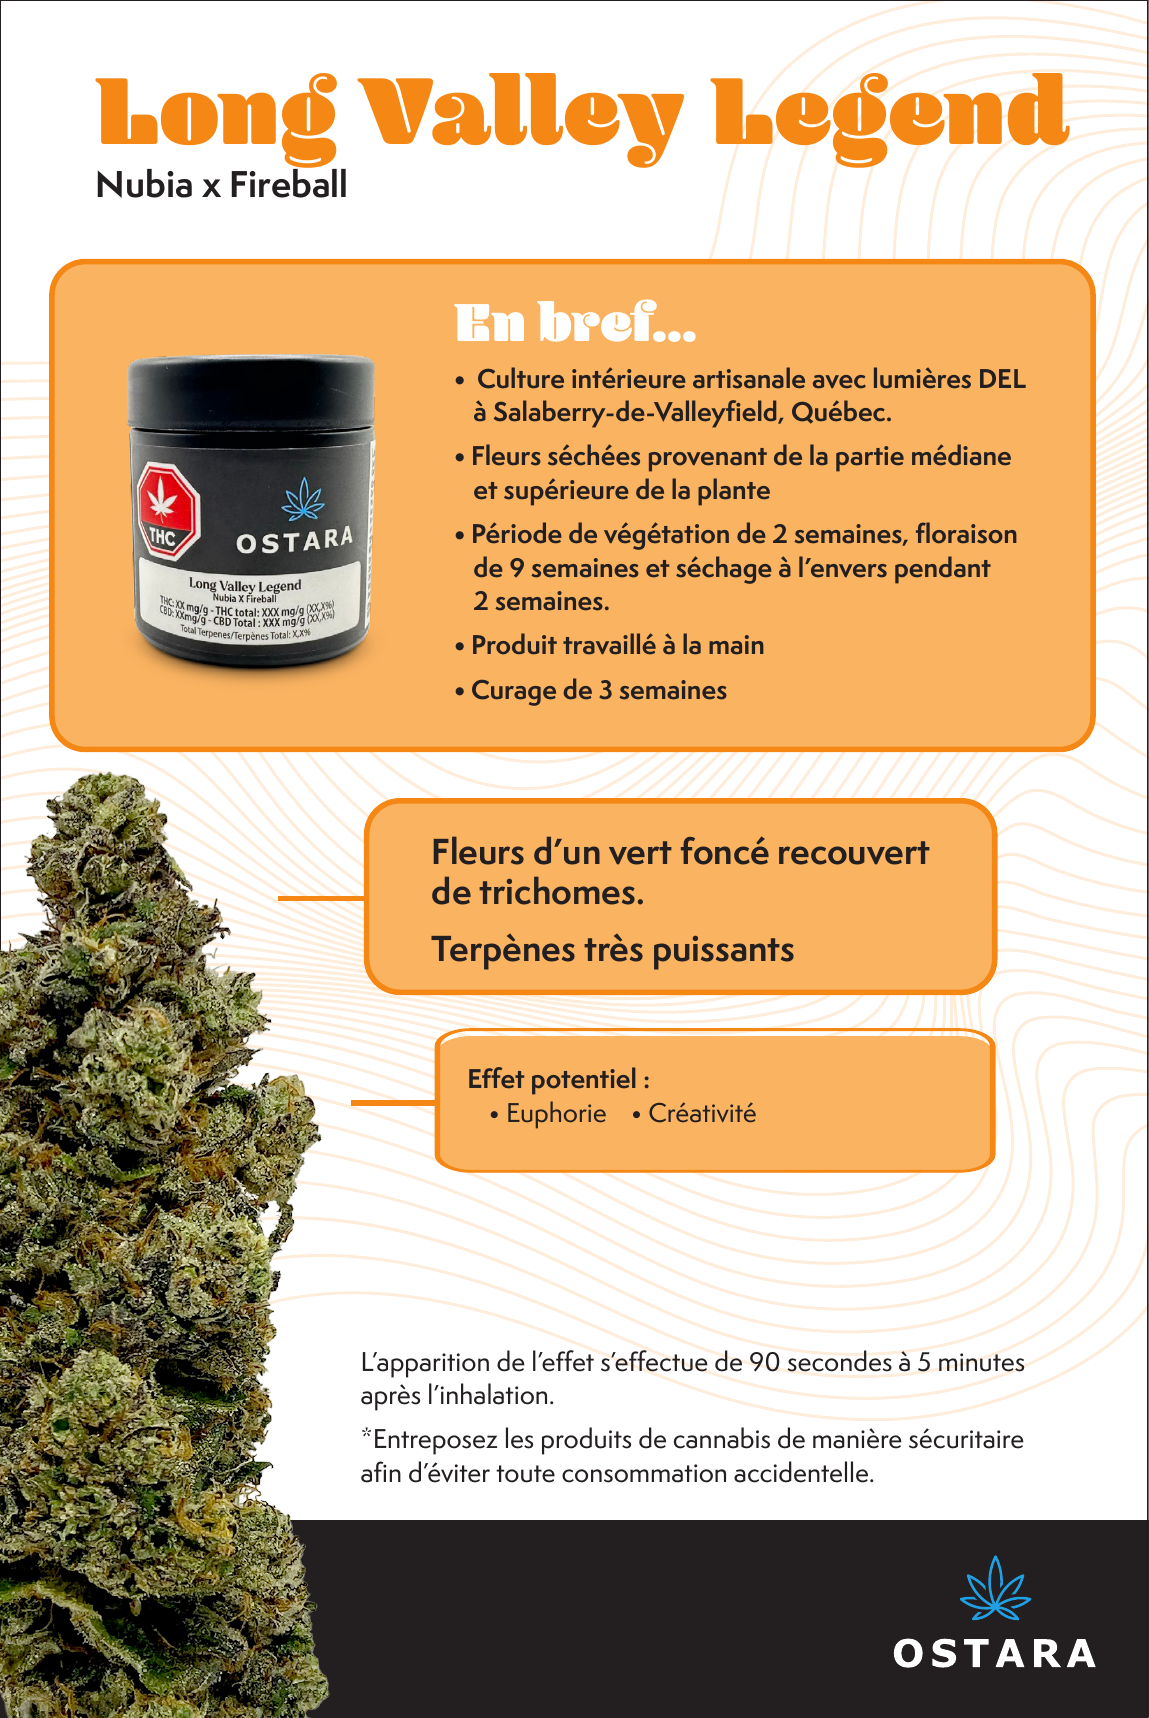 Long Valley Legend
Nubia x Fireball
En bref...
• Culture intérieure artisanale avec lumières DEL
à Salaberry-de-Valleyfield, Québec.
• Fleurs séchées provenant de la partie médiane
et supérieure de la plante
• Période de végétation de 2 semaines, floraison
de 9 semaines et séchage à l’envers pendant
2 semaines.
• Produit travaillé à la main
• Curage de 3 semaines
THC
OSTARA
Long Valley Legend
Nubia X Fireball
THC: XX mg/g - THC total: XXX mg/g (XX,X%)
CBD: XXmg/g - CBD Total : XXX mg/g (XX,X%)
Total Terpenes/Terpènes Total: X,X%
Fleurs d’un vert foncé recouvert
de trichomes.
Terpènes très puissants
Effet potentiel :
• Euphorie • Créativité
L’apparition de l’effet s’effectue de 90 secondes à 5 minutes
après l’inhalation.
*Entreposez les produits de cannabis de manière sécuritaire
afin d’éviter toute consommation accidentelle.
OSTARA